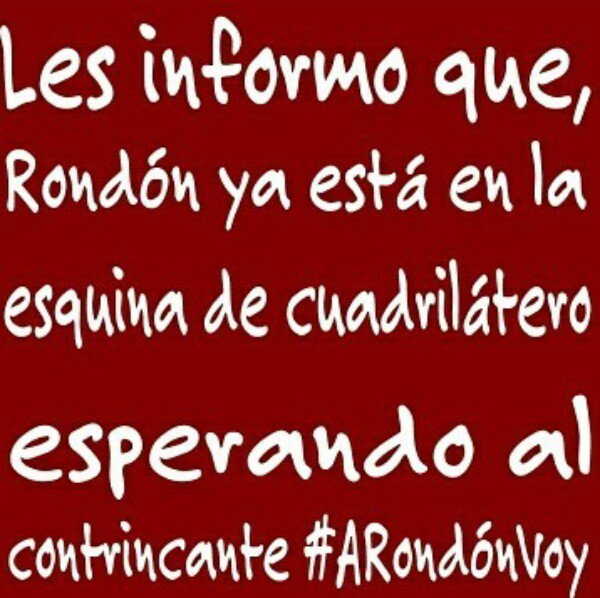 Les informo que,
Rondón ya está en la
esquina de cuadrilátero
esperando al
contrincante #ARondónVoy